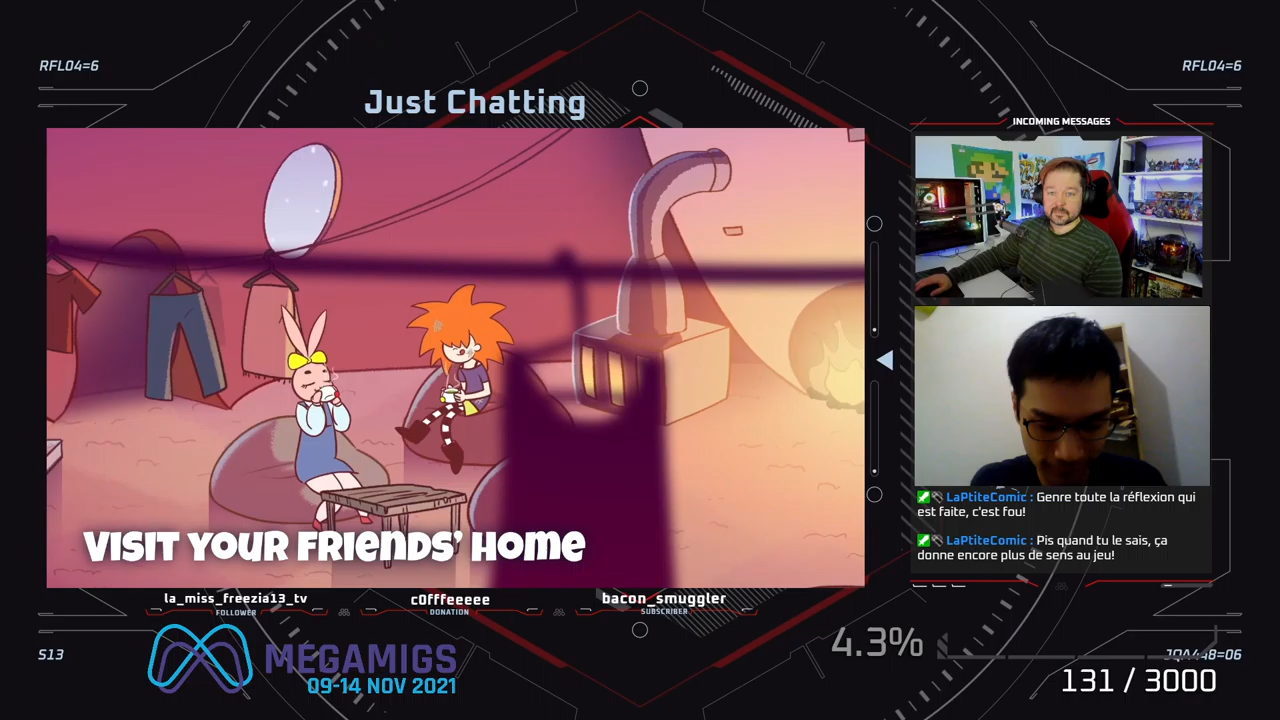 RFL04=6
RFL04=6
Just Chatting
INCOMING MESSAGES
VISIT YOUR FRIENDS' HOME
LaPtiteComic : Genre toute la réflexion qui
est faite, c'est fou!
LaPtiteComic : Pis quand tu le sais, ça
donne encore plus de sens au jeu!
la_miss_freezia13_tv
FOLLOWER
c0fffeeeee
DONATION
bacon_smuggler
SUBSCRIBER
S13
MEGAMIGS
09-14 NOV 2021
4.3%
131 / 3000